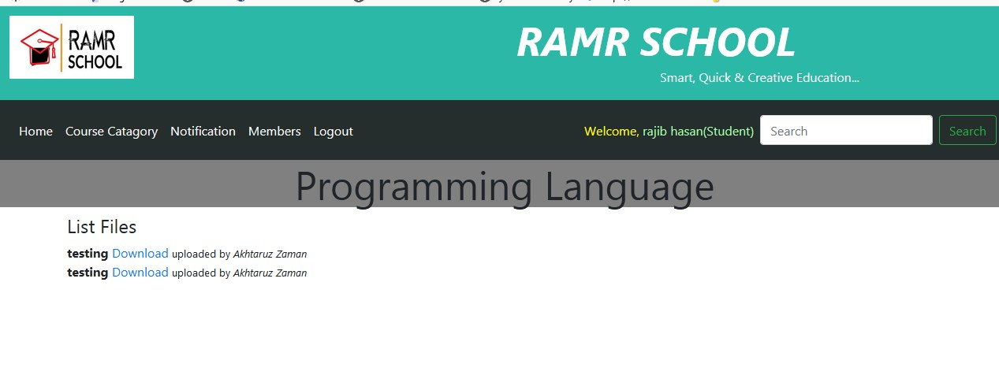 RAMR
SCHOOL
RAMR SCHOOL
Smart, Quick & Creative Education...
Home Course Catagory Notification Members Logout Welcome, rajib hasan(Student) Search Search
Programming Language
List Files
testing Download uploaded by Akhtaruz Zaman
testing Download uploaded by Akhtaruz Zaman